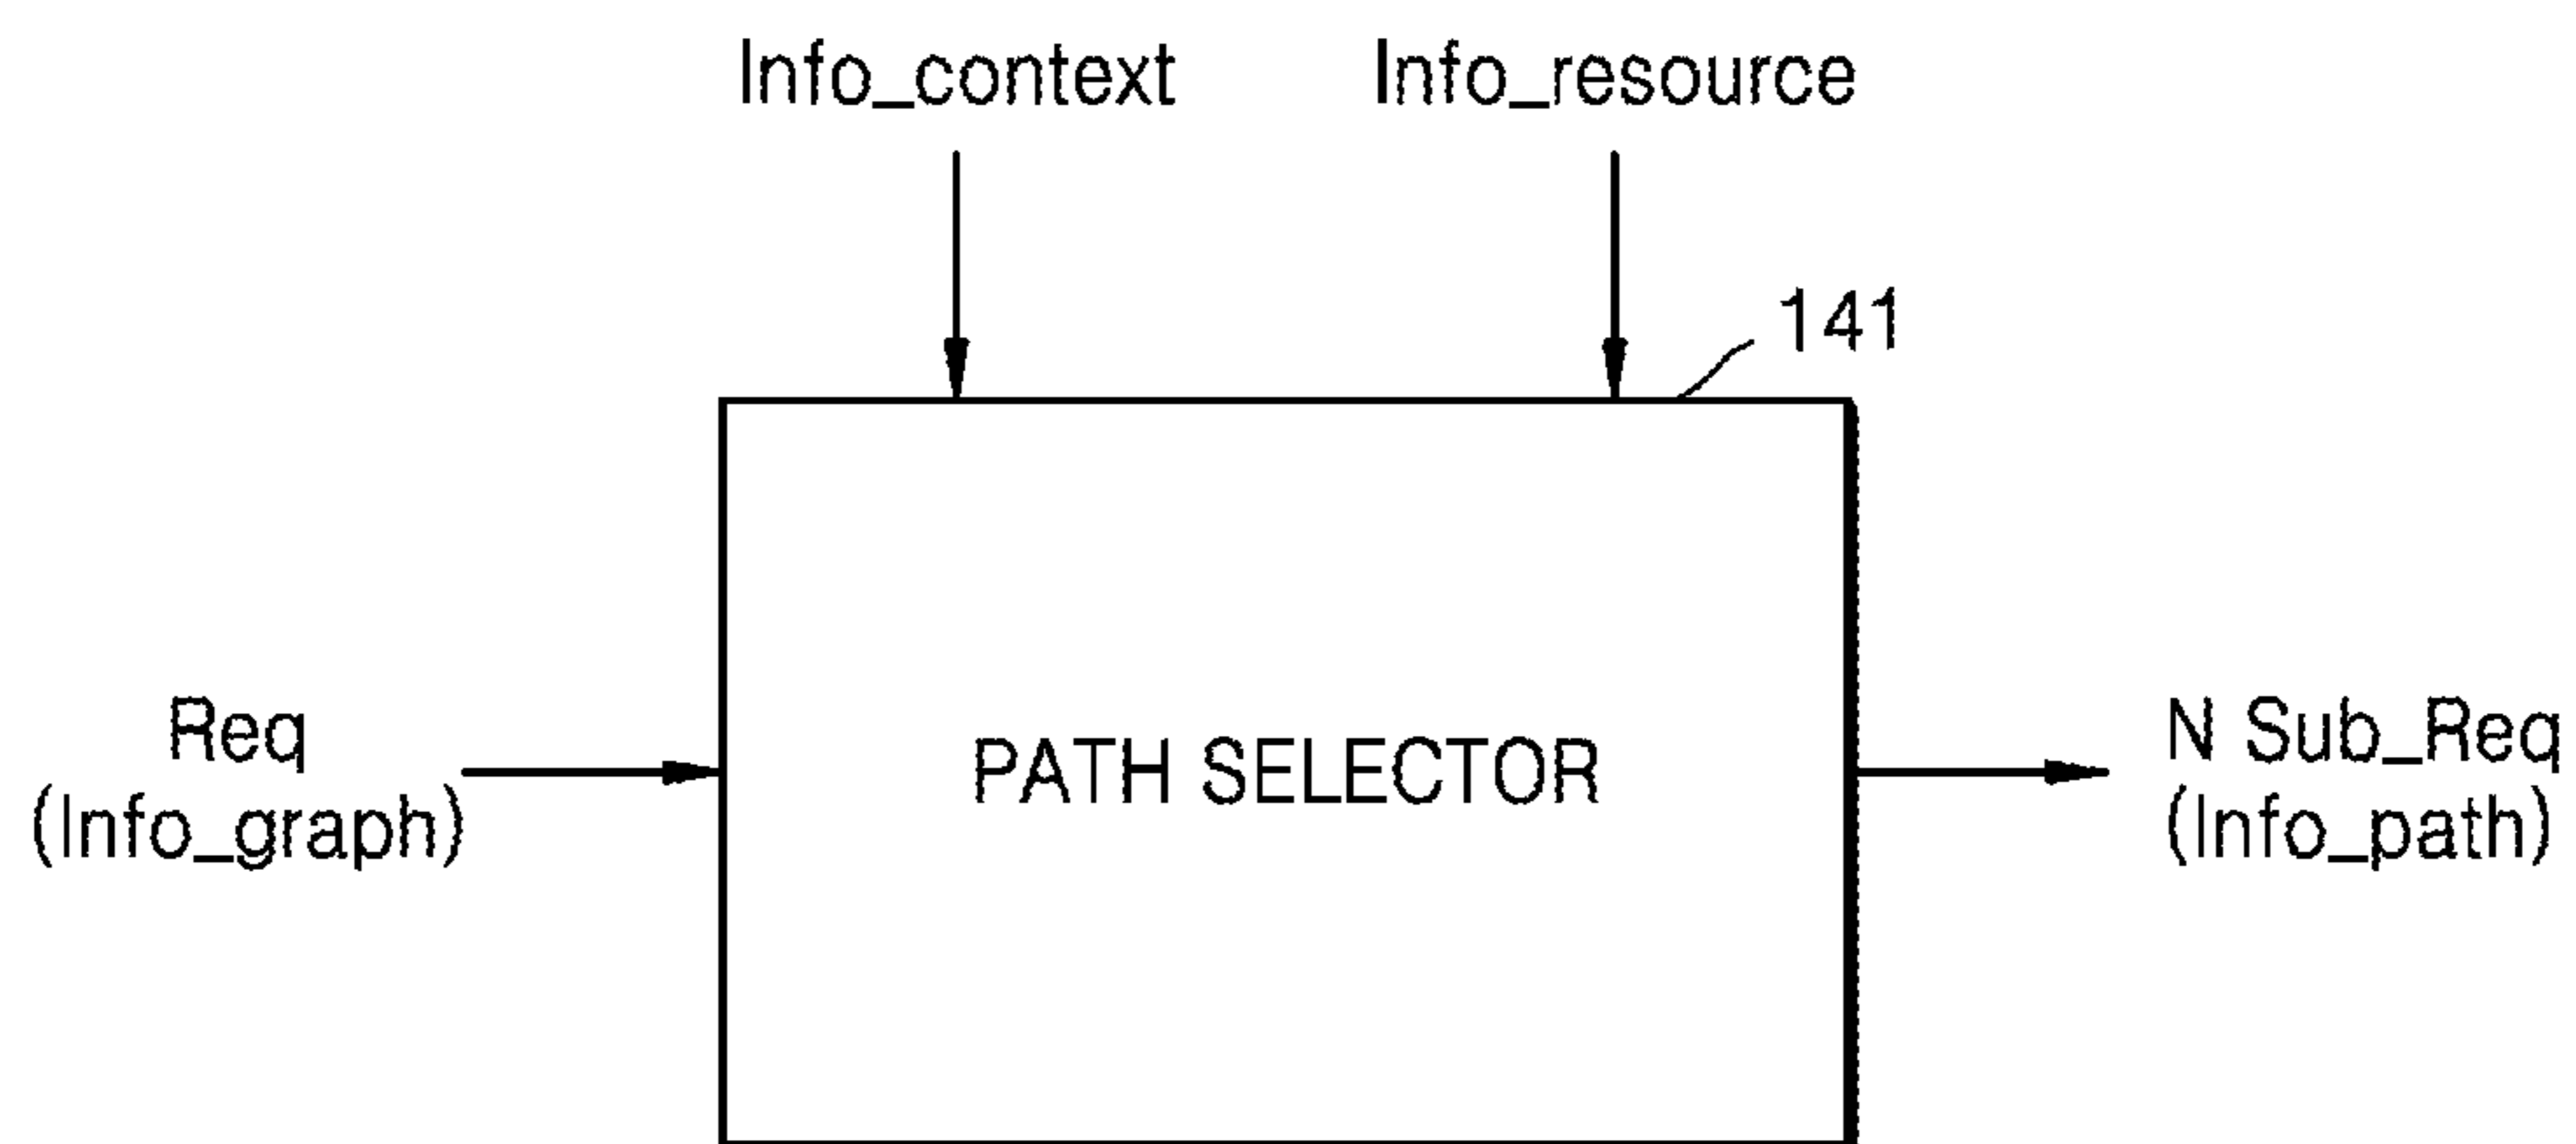 Info_context
Info_resource
141
Req
(Info_graph)
PATH SELECTOR
N Sub_Req
(Info_path)